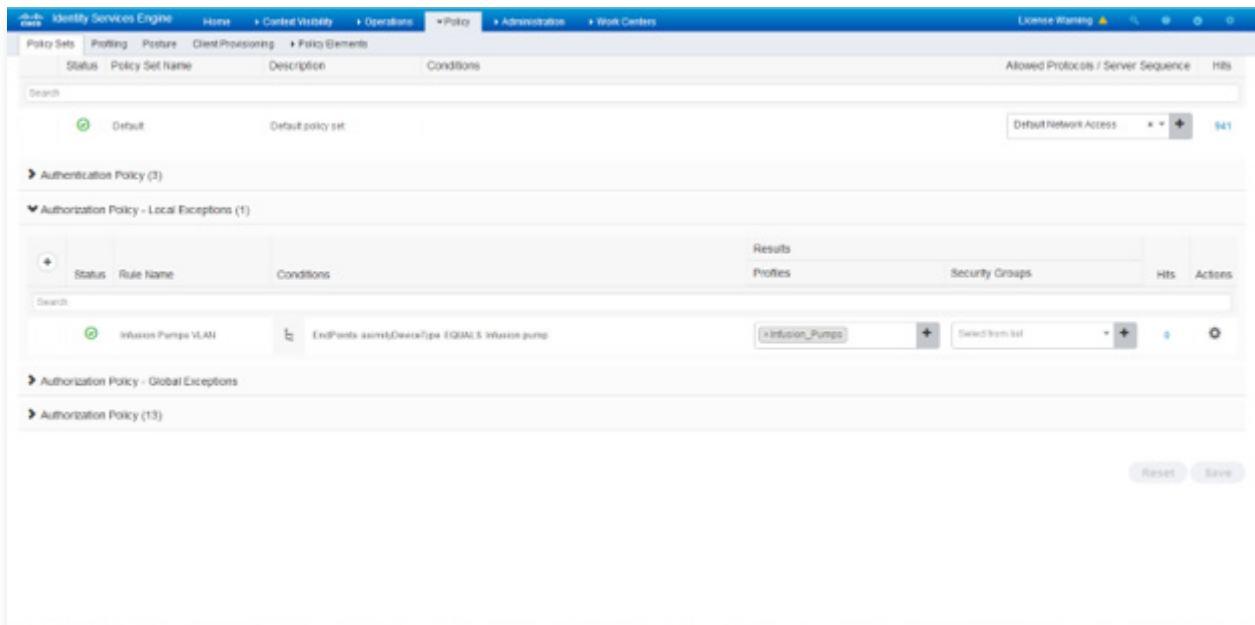 cisco Identity Services Engine Home Context Visibility Operations Policy Administration Work Centers License Warning
Policy Sets Profiling Posture Client Provisioning Policy Elements
Status Policy Set Name Description Conditions Allowed Protocols / Server Sequence Hits
Search
Default Default policy set Default Network Access × + 941
Authentication Policy (3)
Authorization Policy - Local Exceptions (1)
Results
+ Status Rule Name Conditions Profiles Security Groups Hits Actions
Search
Infusion Pumps VLAN EndPoints EQUALS Infusion pump ×Infusion_Pumps + Select from list + 0
Authorization Policy - Global Exceptions
Authorization Policy (13)
Reset Save